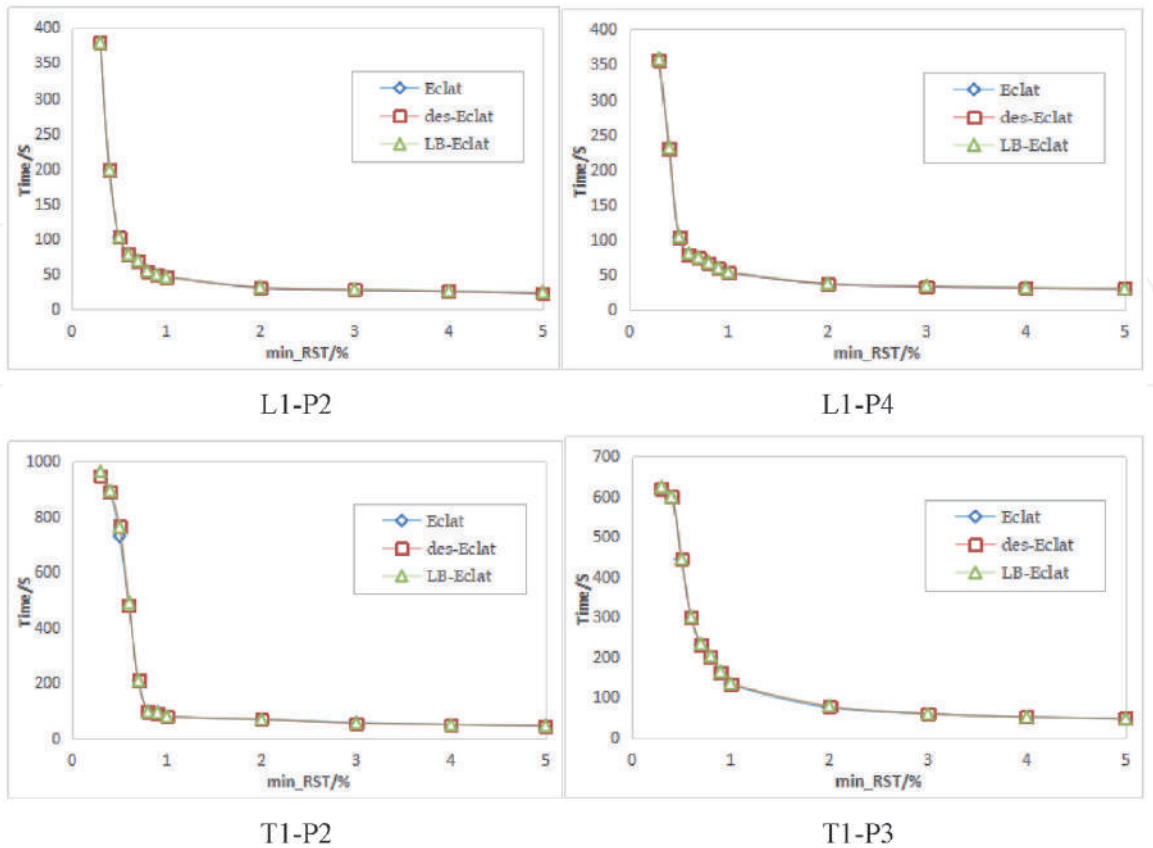 400
350
300
250
200
150
100
50
0
Time/S
Eclat
des-Eclat
LB-Eclat
0 1 2 3 4 5
min_RST/%
L1-P2
400
350
300
250
200
150
100
50
0
Time/S
Eclat
des-Eclat
LB-Eclat
0 1 2 3 4 5
min_RST/%
L1-P4
1000
800
600
400
200
0
Time/S
Eclat
des-Eclat
LB-Eclat
0 1 2 3 4 5
min_RST/%
T1-P2
700
600
500
400
300
200
100
0
Time/S
Eclat
des-Eclat
LB-Eclat
0 1 2 3 4 5
min_RST/%
T1-P3